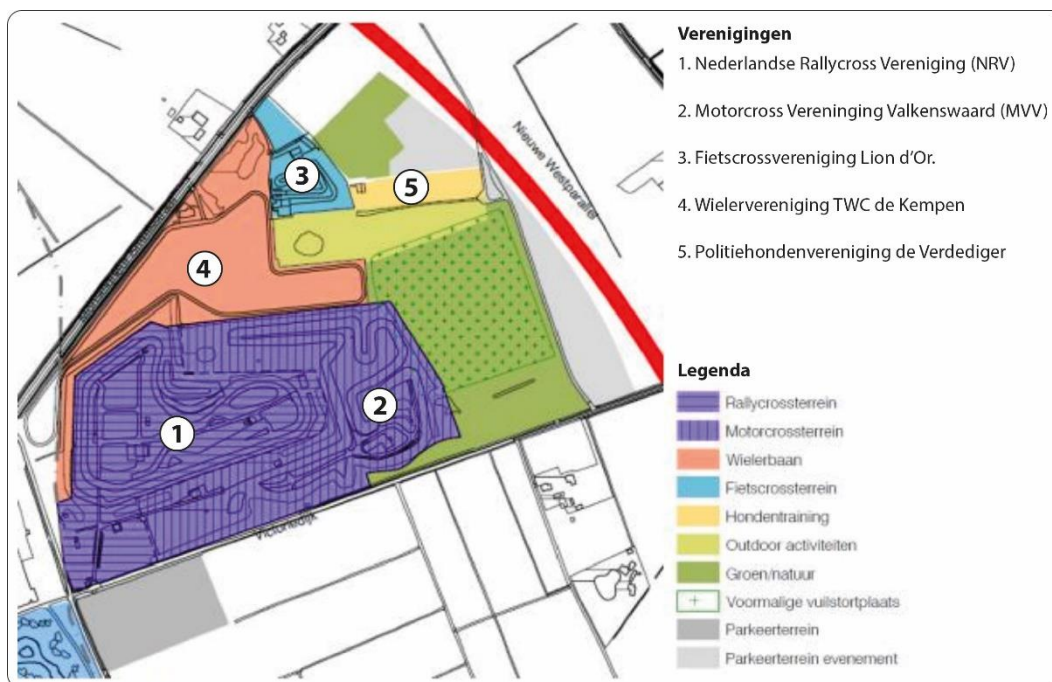 Verenigingen
1. Nederlandse Rallycross Vereniging (NRV)
2. Motorcross Vereninging Valkenswaard (MVV)
3. Fietscrossvereniging Lion d'Or.
4. Wielervereniging TWC de Kempen
5. Politiehondenvereniging de Verdediger
Nieuwe Westparallel
3
5
4
2
1
Victoriedijk
Legenda
Rallycrossterrein
Motorcrossterrein
Wielerbaan
Fietscrossterrein
Hondentraining
Outdoor activiteiten
Groen/natuur
Voormalige vuilstortplaats
Parkeerterrein
Parkeerterrein evenement